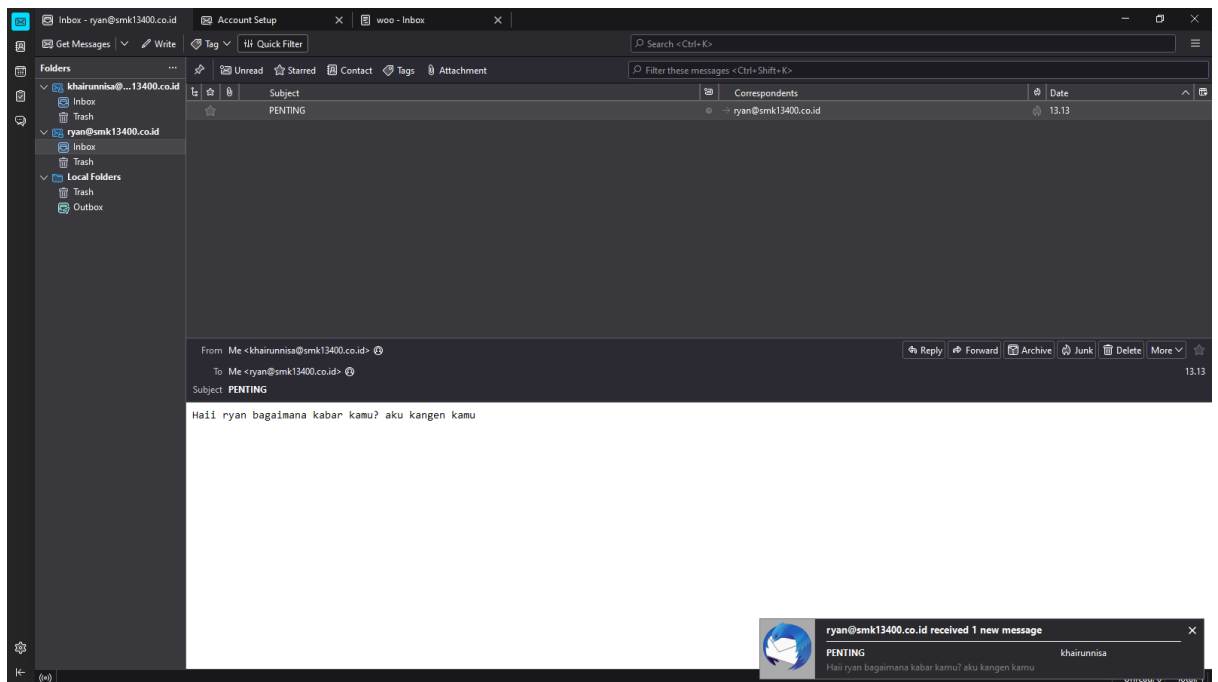 Inbox - ryan@smk13400.co.id
Account Setup
woo - Inbox
Get Messages
Write
Tag
Quick Filter
Search <Ctrl+K>
Folders
Unread
Starred
Contact
Tags
Attachment
Filter these messages <Ctrl+Shift+K>
khairunnisa@...13400.co.id
Inbox
Trash
ryan@smk13400.co.id
Inbox
Trash
Local Folders
Trash
Outbox
Subject
Correspondents
Date
PENTING
ryan@smk13400.co.id
13.13
From Me <khairunnisa@smk13400.co.id>
Reply
Forward
Archive
Junk
Delete
More
To Me <ryan@smk13400.co.id>
13.13
Subject PENTING
Haii ryan bagaimana kabar kamu? aku kangen kamu
ryan@smk13400.co.id received 1 new message
PENTING
khairunnisa
Haii ryan bagaimana kabar kamu? aku kangen kamu